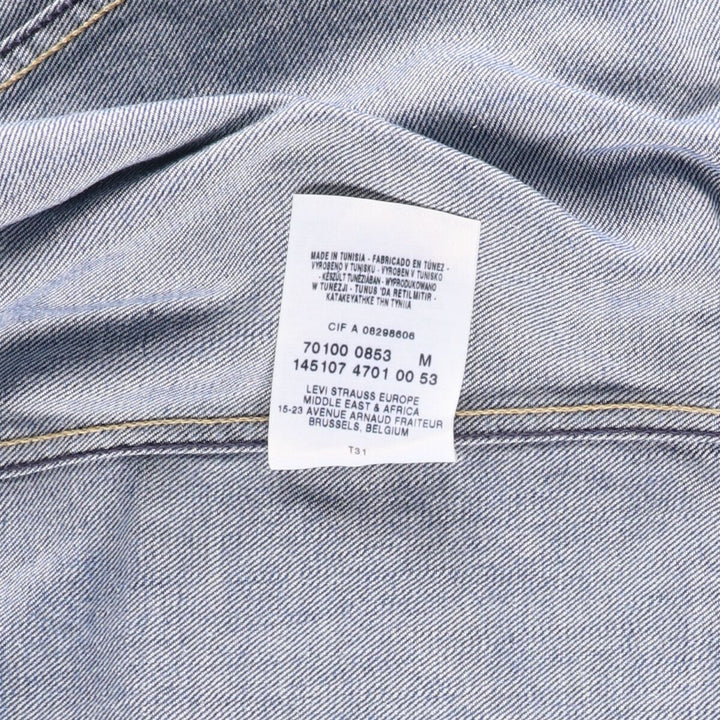 MADE IN TUNISIA - FABRICADO EN TÚNEZ -
VYROBENO V TUNISKU - VYROBEN V TUNISKO
- KÉSZÜLT TUNÉZIÁBAN - WYPRODUKOWANO
W TUNEZJI - TUNUS 'DA RETILMITIR -
KATAKEYATHKE THN TYNIIA
CIF A 08298606
70100 0853 M
145107 4701 00 53
LEVI STRAUSS EUROPE
MIDDLE EAST & AFRICA
15-23 AVENUE ARNAUD FRAITEUR
BRUSSELS, BELGIUM
T31